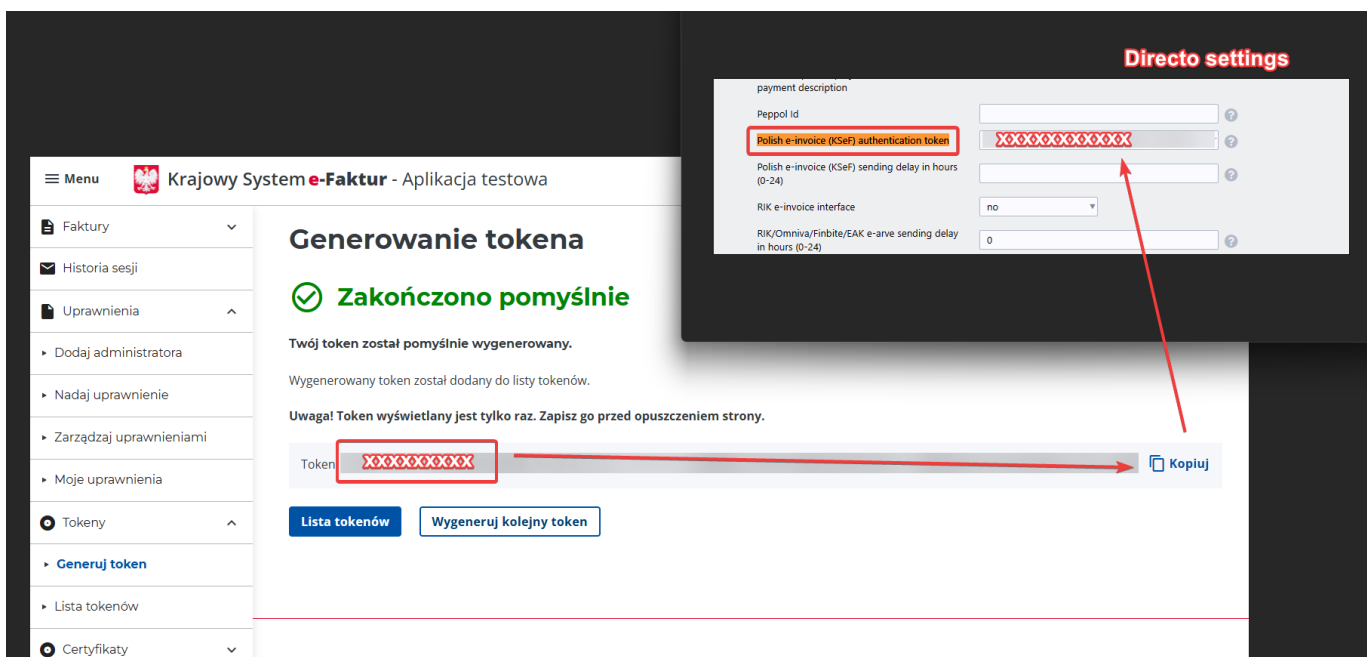 Directo settings
payment description
Peppol Id
Polish e-invoice (KSeF) authentication token
XXXXXXXXXXXX
Polish e-invoice (KSeF) sending delay in hours
(0-24)
RIK e-invoice interface
no
RIK/Omniva/Finbite/EAK e-arve sending delay
in hours (0-24)
0
Menu
Krajowy System e-Faktur - Aplikacja testowa
Faktury
Historia sesji
Uprawnienia
Dodaj administratora
Nadaj uprawnienie
Zarządzaj uprawnieniami
Moje uprawnienia
Tokeny
Generuj token
Lista tokenów
Certyfikaty
Generowanie tokena
Zakończono pomyślnie
Twój token został pomyślnie wygenerowany.
Wygenerowany token został dodany do listy tokenów.
Uwaga! Token wyświetlany jest tylko raz. Zapisz go przed opuszczeniem strony.
Token
XXXXXXXXXX
Kopiuj
Lista tokenów
Wygeneruj kolejny token